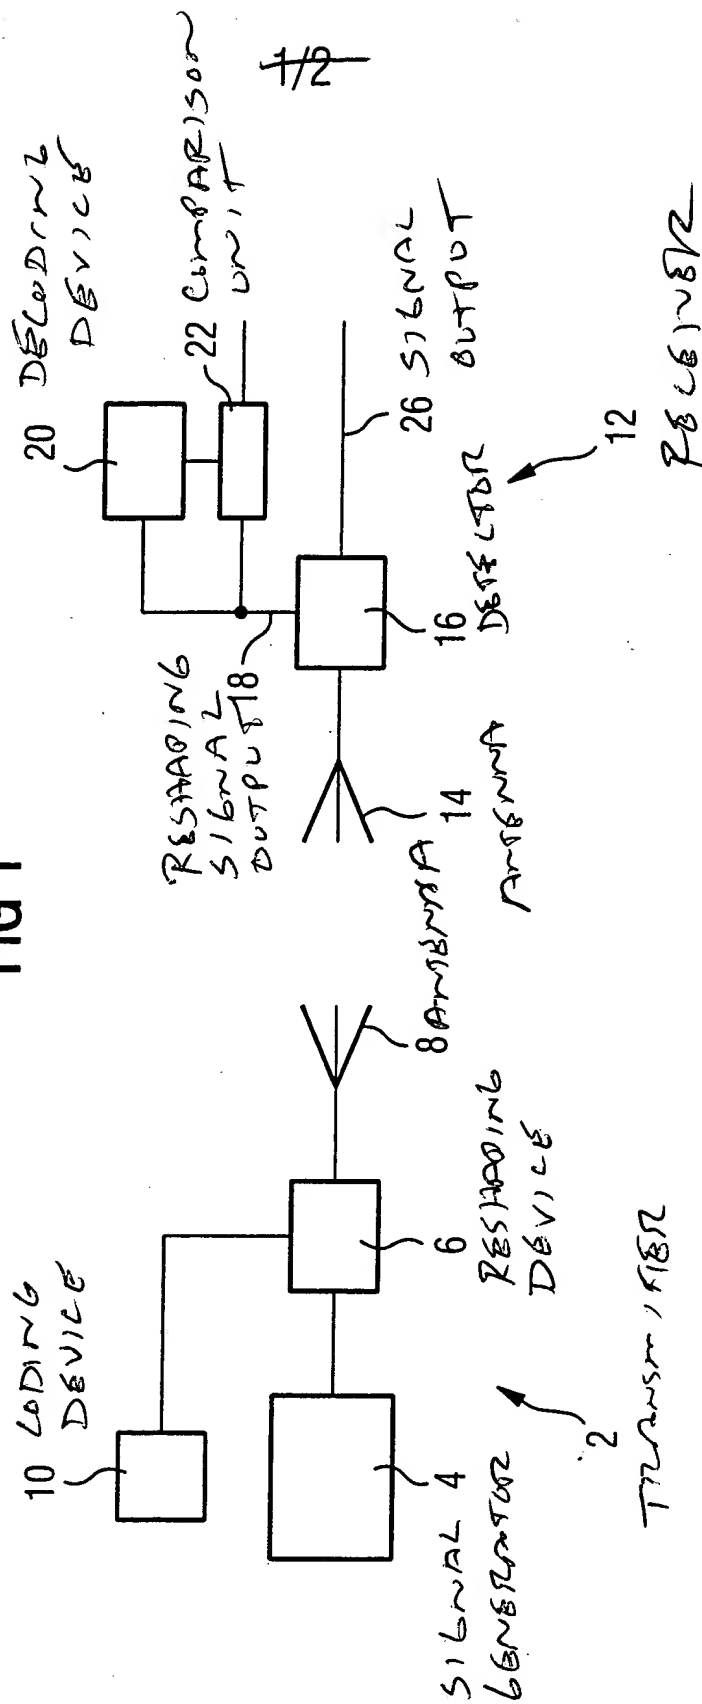 1/2
FIG 1
10 CODING
DEVICE
SIGNAL 4
GENERATOR
2
TRANSMITTER
6
RESHAPING
DEVICE
8 ANTENNA
14
ANTENNA
RESHAPING
SIGNAL
OUTPUT 18
16
DETECTOR
20 DECODING
DEVICE
22 COMPARISON
UNIT
26 SIGNAL
OUTPUT
12
RECEIVER